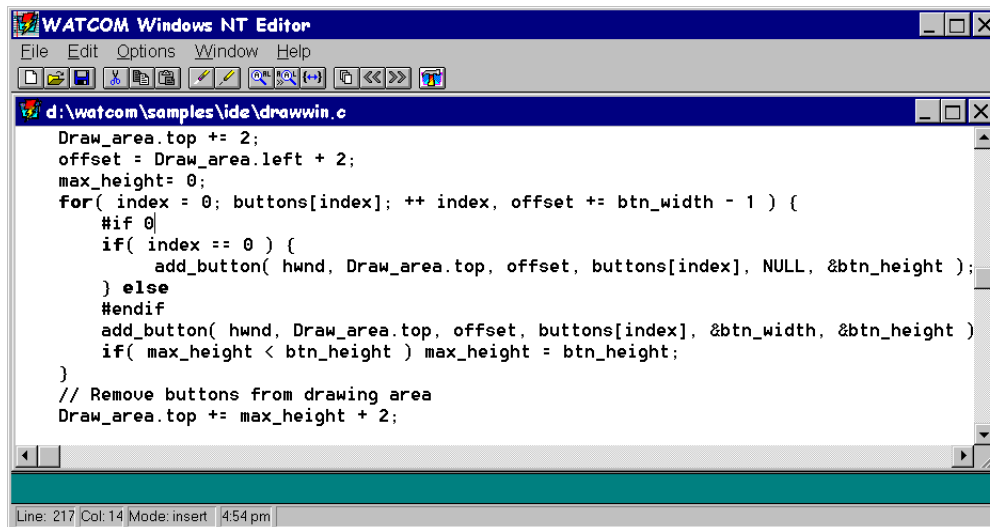 WATCOM Windows NT Editor
File Edit Options Window Help
d:\watcom\samples\ide\drawwin.c
Draw_area.top += 2;
offset = Draw_area.left + 2;
max_height= 0;
for( index = 0; buttons[index]; ++ index, offset += btn_width - 1 ) {
#if 0
if( index == 0 ) {
add_button( hwnd, Draw_area.top, offset, buttons[index], NULL, &btn_height );
} else
#endif
add_button( hwnd, Draw_area.top, offset, buttons[index], &btn_width, &btn_height )
if( max_height < btn_height ) max_height = btn_height;
}
// Remove buttons from drawing area
Draw_area.top += max_height + 2;
Line: 217 Col: 14 Mode: insert 4:54 pm